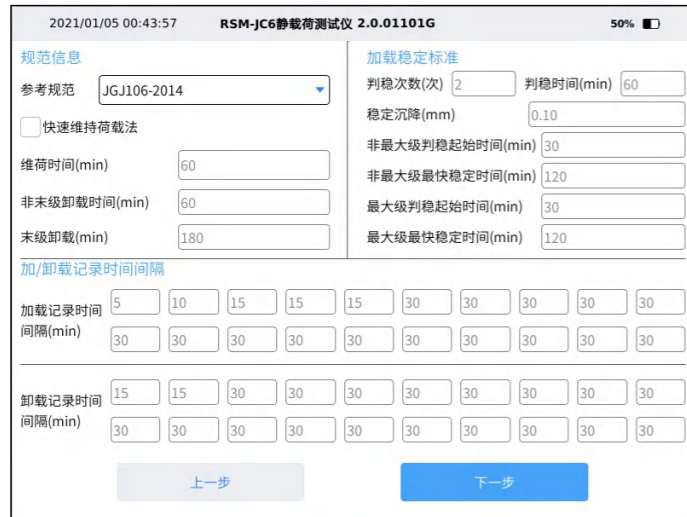 2021/01/05 00:43:57 RSM-JC6静载荷测试仪 2.0.01101G 50%
规范信息
参考规范 JGJ106-2014
快速维持荷载法
维荷时间(min) 60
非末级卸载时间(min) 60
末级卸载(min) 180
加载稳定标准
判稳次数(次) 2 判稳时间(min) 60
稳定沉降(mm) 0.10
非最大级判稳起始时间(min) 30
非最大级最快稳定时间(min) 120
最大级判稳起始时间(min) 30
最大级最快稳定时间(min) 120
加/卸载记录时间间隔
加载记录时间
间隔(min)
5 10 15 15 15 30 30 30 30 30
30 30 30 30 30 30 30 30 30 30
卸载记录时间
间隔(min)
15 15 30 30 30 30 30 30 30 30
30 30 30 30 30 30 30 30 30 30
上一步 下一步